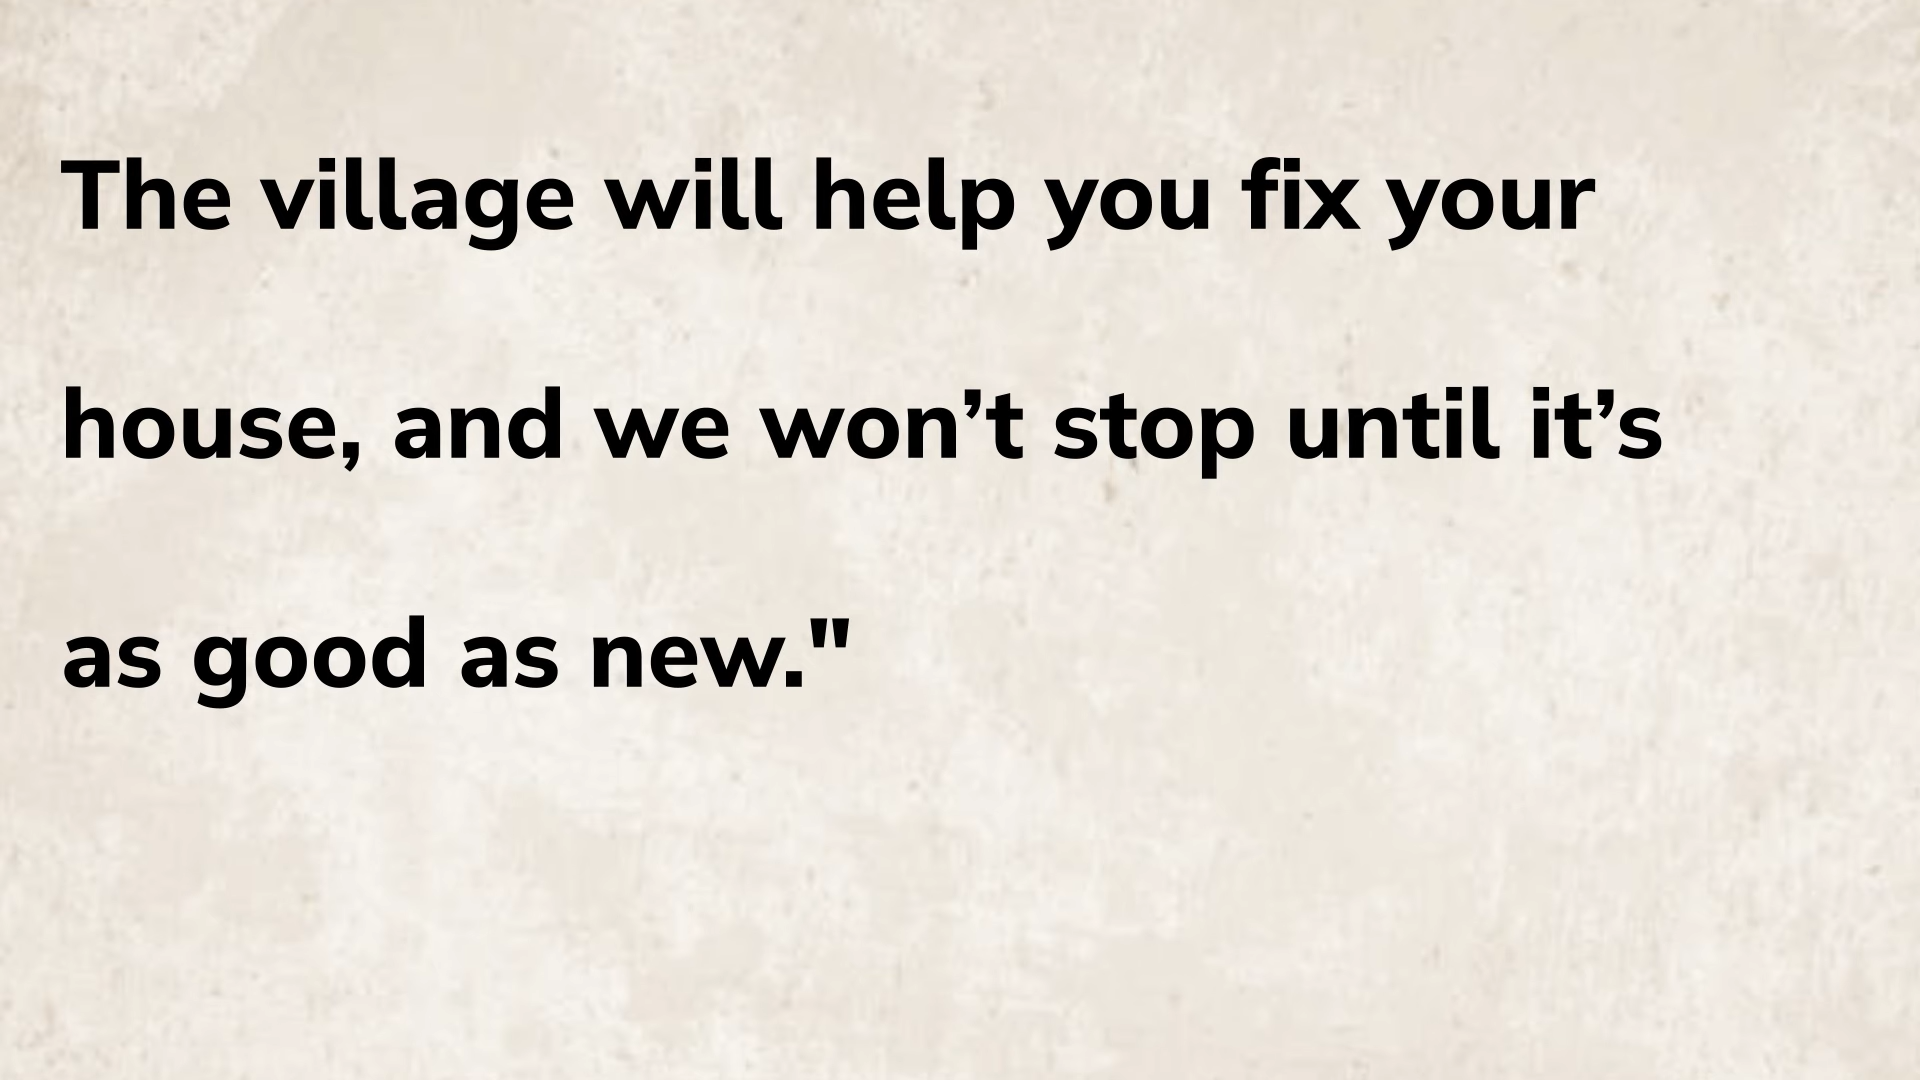 The village will help you fix your
house, and we won’t stop until it’s
as good as new."